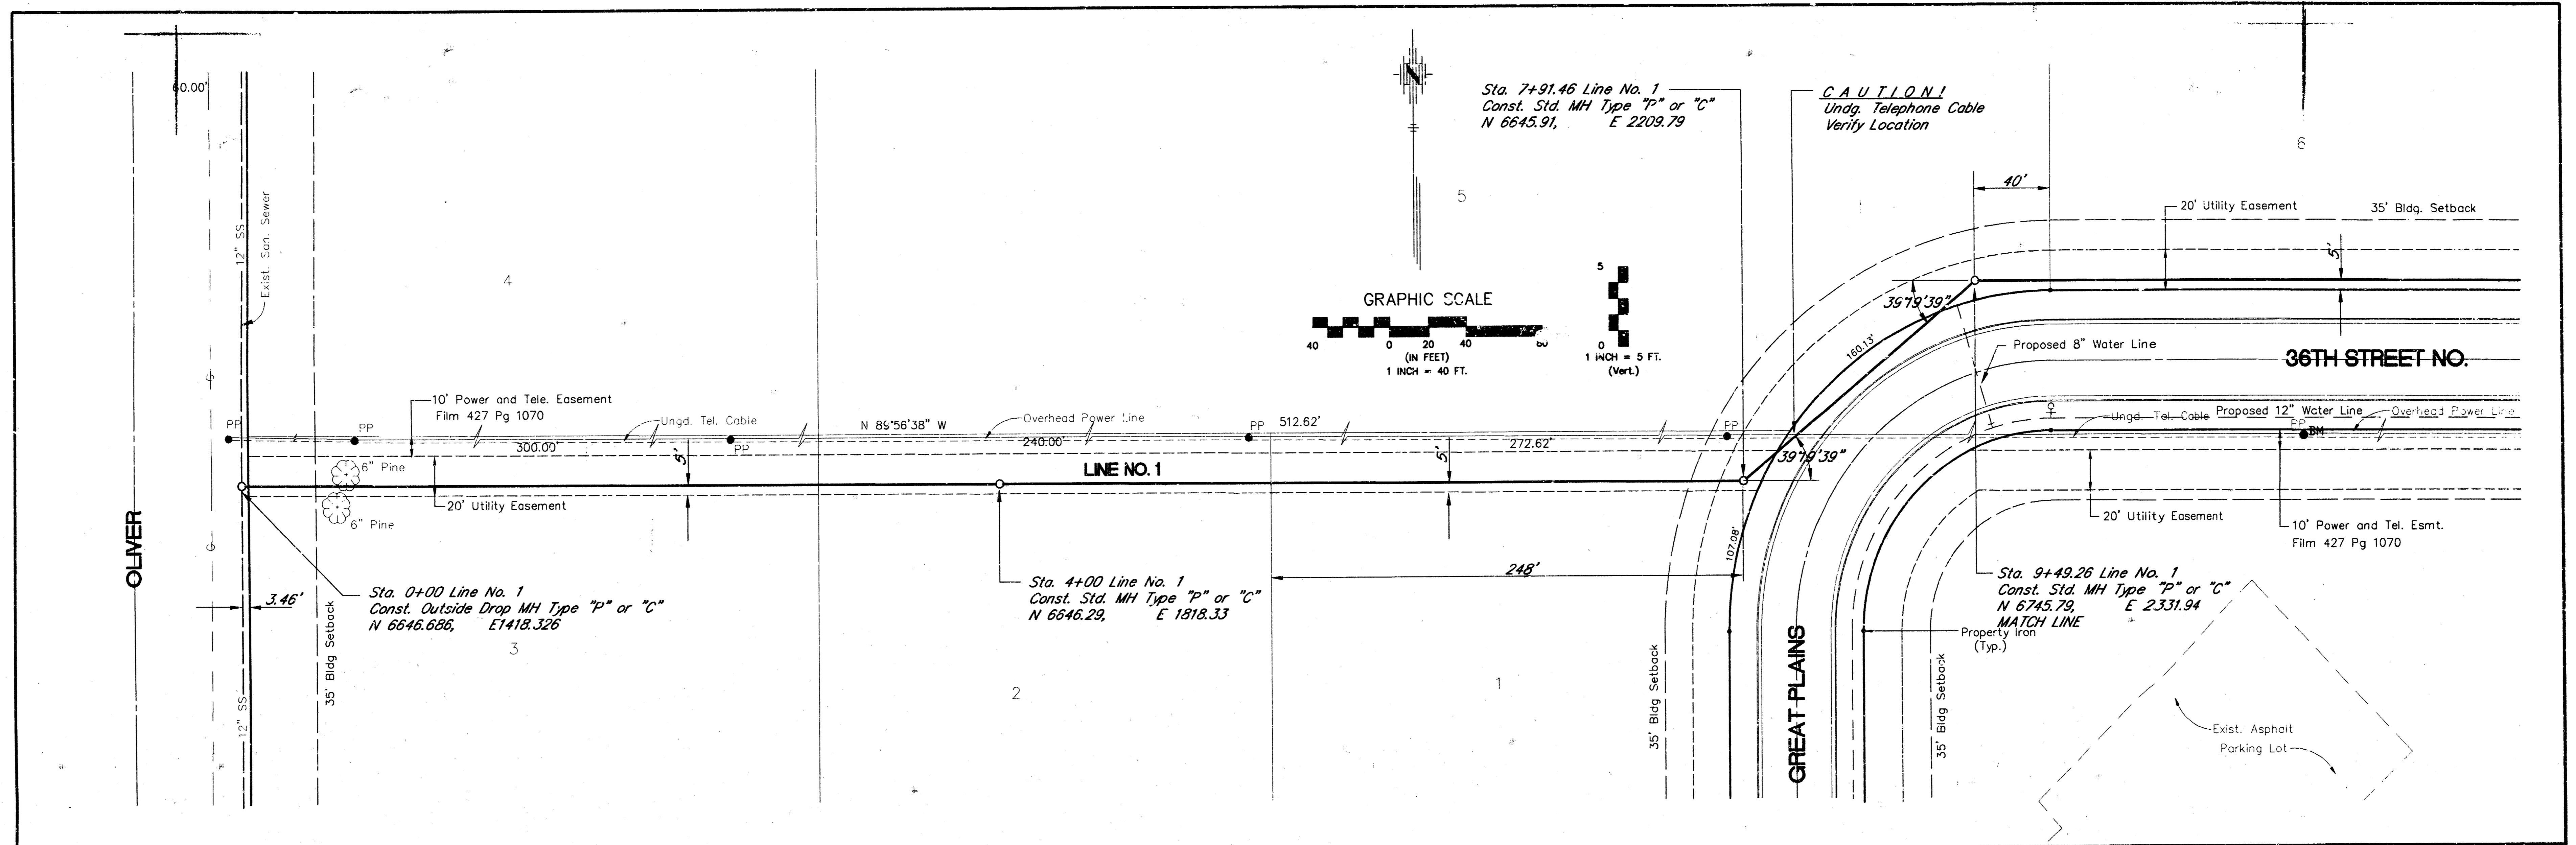 60.00'
N
Sta. 7+91.46 Line No. 1
Const. Std. MH Type "P" or "C"
N 6645.91, E 2209.79
CAUTION!
Undg. Telephone Cable
Verify Location
6
5
4
40'
20' Utility Easement
35' Bldg. Setback
5'
12" SS
Exist. San. Sewer
GRAPHIC SCALE
40 0 20 40
(IN FEET)
1 INCH = 40 FT.
5
0
1 INCH = 5 FT.
(Vert.)
39°19'39"
160.13'
Proposed 8" Water Line
36TH STREET NO.
G
10' Power and Tele. Easement
Film 427 Pg 1070
PP
PP
Ungd. Tel. Cable
PP
N 89°56'38" W
Overhead Power Line
PP
512.62'
PP
300.00'
240.00'
272.62'
Ungd. Tel. Cable
Proposed 12" Water Line
Overhead Power Line
PP
BM
6" Pine
6" Pine
5'
LINE NO. 1
5'
39°19'39"
20' Utility Easement
20' Utility Easement
10' Power and Tel. Esmt.
Film 427 Pg 1070
OLIVER
G
107.08'
248'
3.46'
Sta. 0+00 Line No. 1
Const. Outside Drop MH Type "P" or "C"
N 6646.686, E1418.326
Sta. 4+00 Line No. 1
Const. Std. MH Type "P" or "C"
N 6646.29, E 1818.33
Sta. 9+49.26 Line No. 1
Const. Std. MH Type "P" or "C"
N 6745.79, E 2331.94
MATCH LINE
Property Iron
(Typ.)
3
2
1
12" SS
35' Bldg Setback
35' Bldg Setback
GREAT PLAINS
35' Bldg Setback
Exist. Asphalt
Parking Lot